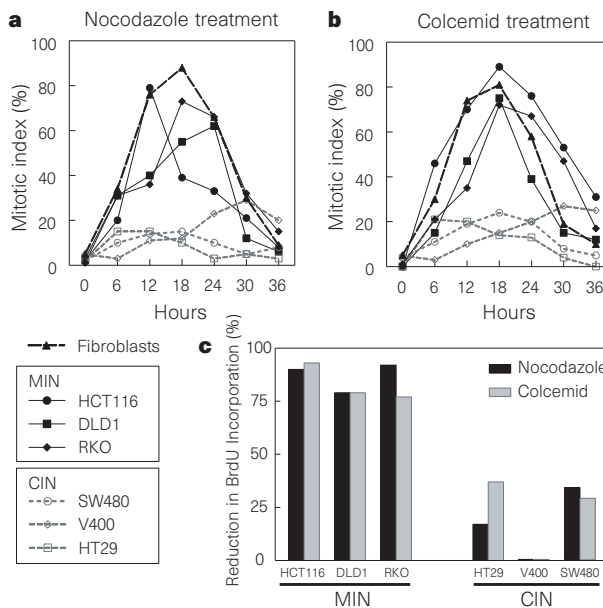 a Nocodazole treatment
Mitotic index (%)
100
80
60
40
20
0
0 6 12 18 24 30 36
Hours
b Colcemid treatment
Mitotic index (%)
100
80
60
40
20
0
0 6 12 18 24 30 36
Hours
Fibroblasts
MIN
HCT116
DLD1
RKO
CIN
SW480
V400
HT29
c
Reduction in BrdU Incorporation (%)
100
75
50
25
0
Nocodazole
Colcemid
HCT116 DLD1 RKO HT29 V400 SW480
MIN CIN